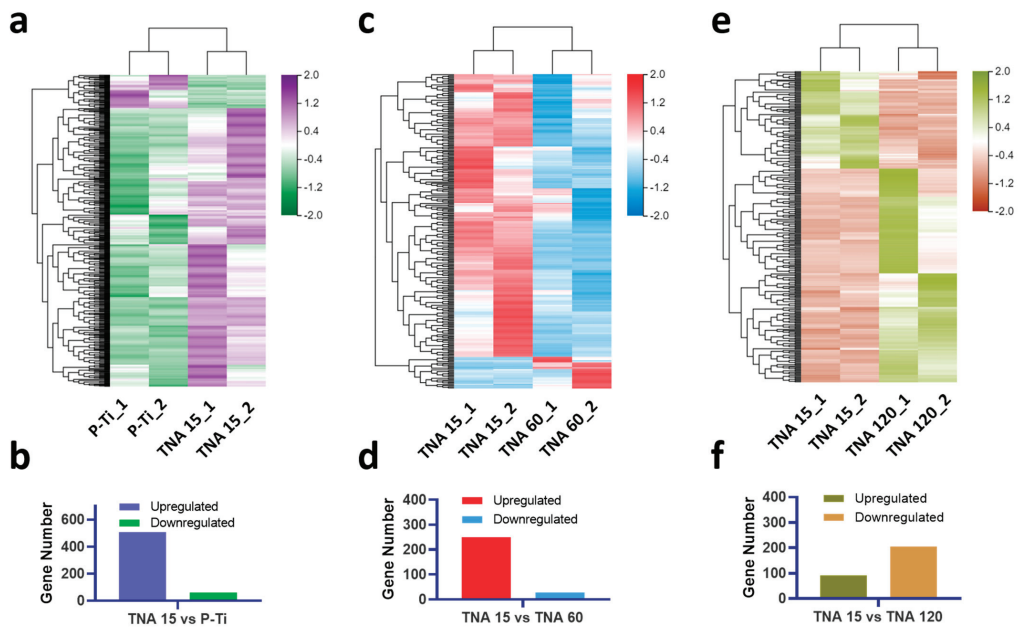 a
2.0
1.2
0.4
-0.4
-1.2
-2.0
P-Ti_1
P-Ti_2
TNA 15_1
TNA 15_2
c
2.0
1.2
0.4
-0.4
-1.2
-2.0
TNA 15_1
TNA 15_2
TNA 60_1
TNA 60_2
e
2.0
1.2
0.4
-0.4
-1.2
-2.0
TNA 15_1
TNA 15_2
TNA 120_1
TNA 120_2
b
Gene Number
600
400
200
0
Upregulated
Downregulated
TNA 15 vs P-Ti
d
Gene Number
400
300
200
100
0
Upregulated
Downregulated
TNA 15 vs TNA 60
f
Gene Number
400
300
200
100
0
Upregulated
Downregulated
TNA 15 vs TNA 120